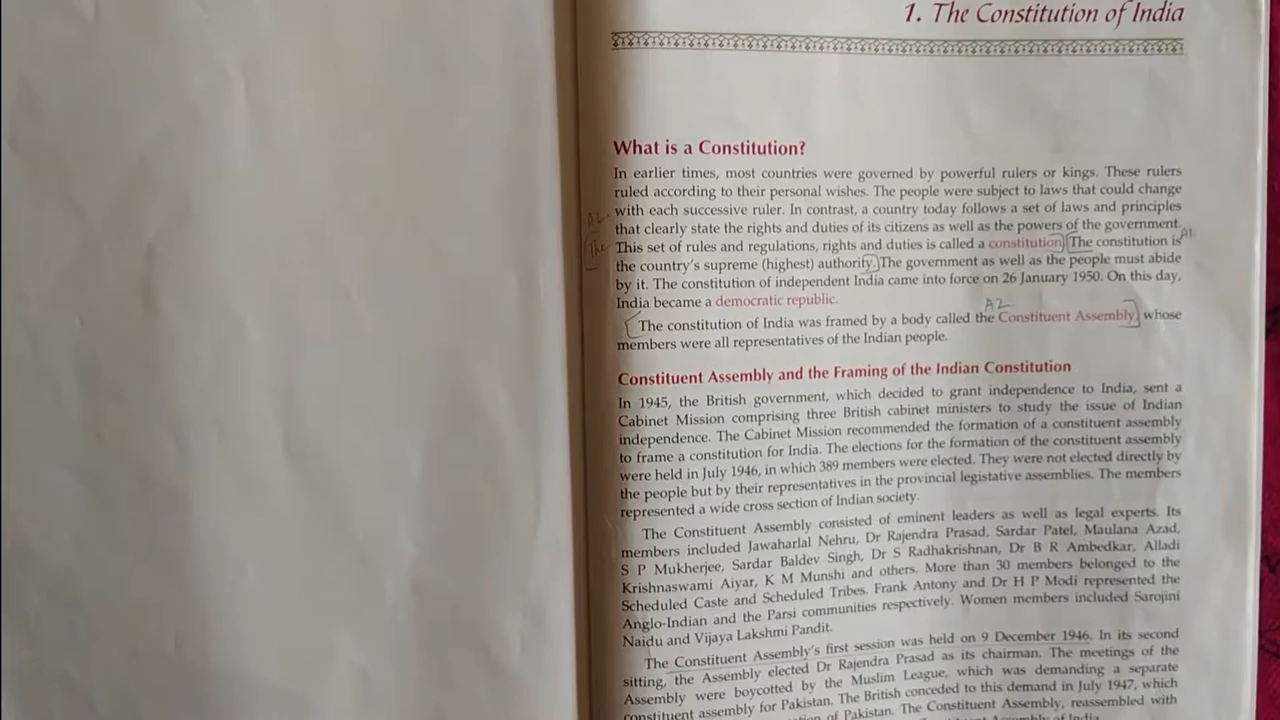 1. The Constitution of India
What is a Constitution?
In earlier times, most countries were governed by powerful rulers or kings. These rulers
ruled according to their personal wishes. The people were subject to laws that could change
A2
with each successive ruler. In contrast, a country today follows a set of laws and principles
that clearly state the rights and duties of its citizens as well as the powers of the government.
The
This set of rules and regulations, rights and duties is called a constitution. The constitution is
A1
the country's supreme (highest) authority. The government as well as the people must abide
by it. The constitution of independent India came into force on 26 January 1950. On this day,
India became a democratic republic.
A2
The constitution of India was framed by a body called the Constituent Assembly, whose
members were all representatives of the Indian people.
Constituent Assembly and the Framing of the Indian Constitution
In 1945, the British government, which decided to grant independence to India, sent a
Cabinet Mission comprising three British cabinet ministers to study the issue of Indian
independence. The Cabinet Mission recommended the formation of a constituent assembly
to frame a constitution for India. The elections for the formation of the constituent assembly
were held in July 1946, in which 389 members were elected. They were not elected directly by
the people but by their representatives in the provincial legislative assemblies. The members
represented a wide cross section of Indian society.
The Constituent Assembly consisted of eminent leaders as well as legal experts. Its
members included Jawaharlal Nehru, Dr Rajendra Prasad, Sardar Patel, Maulana Azad,
S P Mukherjee, Sardar Baldev Singh, Dr S Radhakrishnan, Dr B R Ambedkar, Alladi
Krishnaswami Aiyar, K M Munshi and others. More than 30 members belonged to the
Scheduled Caste and Scheduled Tribes. Frank Antony and Dr H P Modi represented the
Anglo-Indian and the Parsi communities respectively. Women members included Sarojini
Naidu and Vijaya Lakshmi Pandit.
The Constituent Assembly's first session was held on 9 December 1946. In its second
sitting, the Assembly elected Dr Rajendra Prasad as its chairman. The meetings of the
Assembly were boycotted by the Muslim League, which was demanding a separate
constituent assembly for Pakistan. The British conceded to this demand in July 1947, which
of Pakistan. The Constituent Assembly, reassembled with